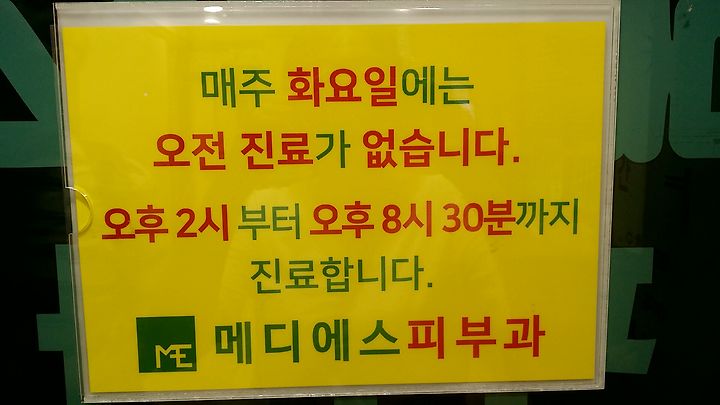 매주 화요일에는
오전 진료가 없습니다.
오후 2시 부터 오후 8시 30분까지
진료합니다.
ME 메디에스피부과